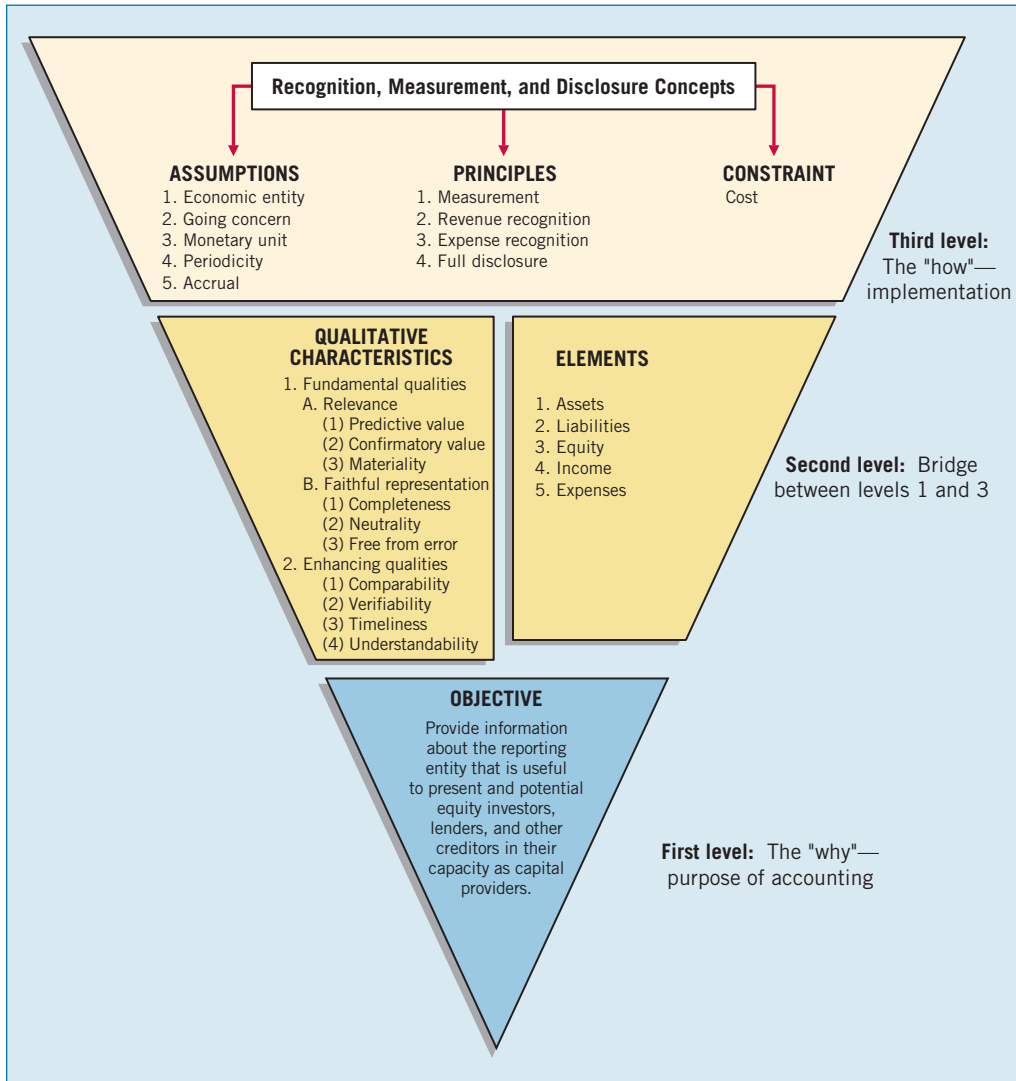 Recognition, Measurement, and Disclosure Concepts
ASSUMPTIONS
1. Economic entity
2. Going concern
3. Monetary unit
4. Periodicity
5. Accrual
PRINCIPLES
1. Measurement
2. Revenue recognition
3. Expense recognition
4. Full disclosure
CONSTRAINT
Cost
Third level:
The "how"—
implementation
QUALITATIVE
CHARACTERISTICS
1. Fundamental qualities
A. Relevance
(1) Predictive value
(2) Confirmatory value
(3) Materiality
B. Faithful representation
(1) Completeness
(2) Neutrality
(3) Free from error
2. Enhancing qualities
(1) Comparability
(2) Verifiability
(3) Timeliness
(4) Understandability
ELEMENTS
1. Assets
2. Liabilities
3. Equity
4. Income
5. Expenses
Second level: Bridge
between levels 1 and 3
OBJECTIVE
Provide information
about the reporting
entity that is useful
to present and potential
equity investors,
lenders, and other
creditors in their
capacity as capital
providers.
First level: The "why"—
purpose of accounting